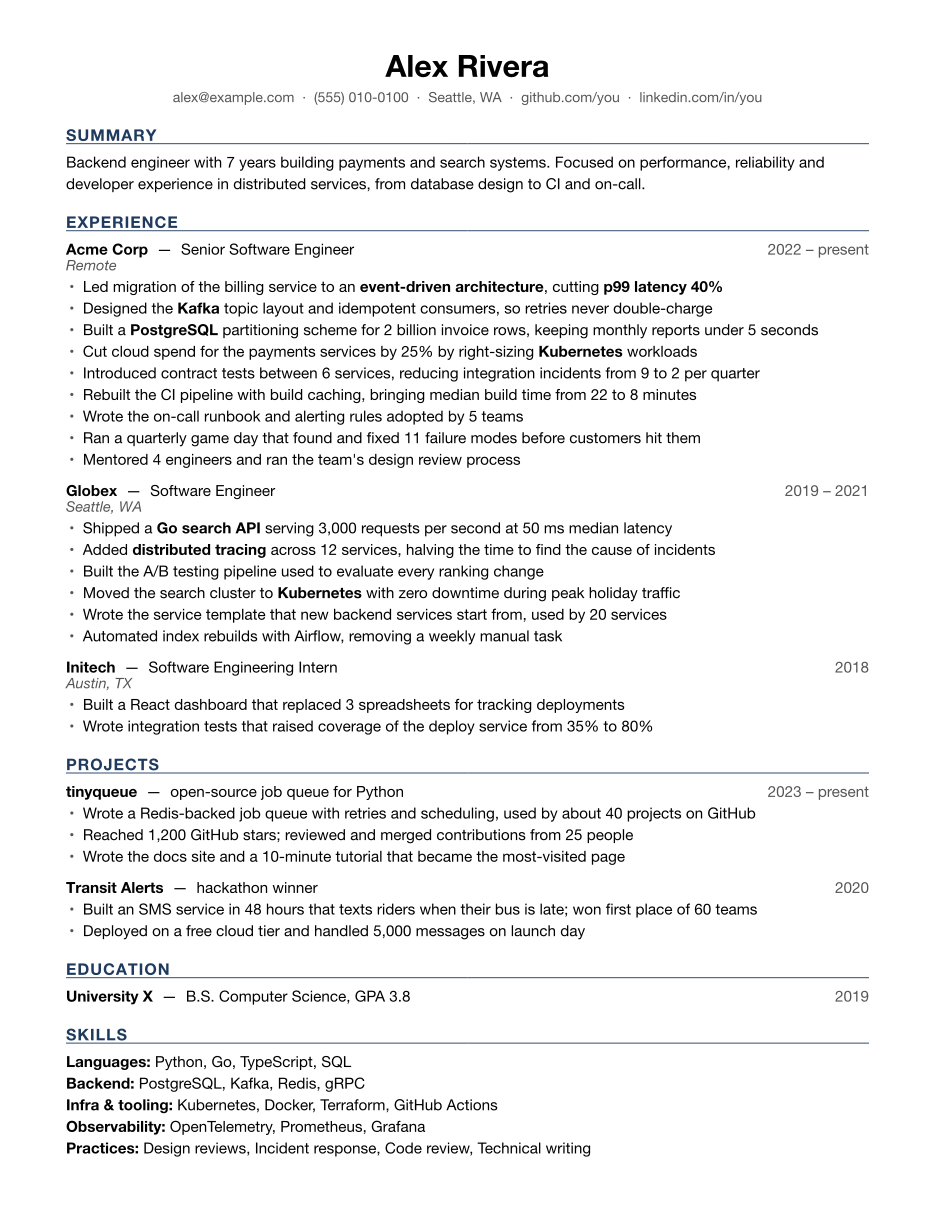 Alex Rivera
alex@example.com · (555) 010-0100 · Seattle, WA · github.com/you · linkedin.com/in/you
SUMMARY
Backend engineer with 7 years building payments and search systems. Focused on performance, reliability and
developer experience in distributed services, from database design to CI and on-call.
EXPERIENCE
Acme Corp — Senior Software Engineer 2022 – present
Remote
• Led migration of the billing service to an event-driven architecture, cutting p99 latency 40%
• Designed the Kafka topic layout and idempotent consumers, so retries never double-charge
• Built a PostgreSQL partitioning scheme for 2 billion invoice rows, keeping monthly reports under 5 seconds
• Cut cloud spend for the payments services by 25% by right-sizing Kubernetes workloads
• Introduced contract tests between 6 services, reducing integration incidents from 9 to 2 per quarter
• Rebuilt the CI pipeline with build caching, bringing median build time from 22 to 8 minutes
• Wrote the on-call runbook and alerting rules adopted by 5 teams
• Ran a quarterly game day that found and fixed 11 failure modes before customers hit them
• Mentored 4 engineers and ran the team's design review process
Globex — Software Engineer 2019 – 2021
Seattle, WA
• Shipped a Go search API serving 3,000 requests per second at 50 ms median latency
• Added distributed tracing across 12 services, halving the time to find the cause of incidents
• Built the A/B testing pipeline used to evaluate every ranking change
• Moved the search cluster to Kubernetes with zero downtime during peak holiday traffic
• Wrote the service template that new backend services start from, used by 20 services
• Automated index rebuilds with Airflow, removing a weekly manual task
Initech — Software Engineering Intern 2018
Austin, TX
• Built a React dashboard that replaced 3 spreadsheets for tracking deployments
• Wrote integration tests that raised coverage of the deploy service from 35% to 80%
PROJECTS
tinyqueue — open-source job queue for Python 2023 – present
• Wrote a Redis-backed job queue with retries and scheduling, used by about 40 projects on GitHub
• Reached 1,200 GitHub stars; reviewed and merged contributions from 25 people
• Wrote the docs site and a 10-minute tutorial that became the most-visited page
Transit Alerts — hackathon winner 2020
• Built an SMS service in 48 hours that texts riders when their bus is late; won first place of 60 teams
• Deployed on a free cloud tier and handled 5,000 messages on launch day
EDUCATION
University X — B.S. Computer Science, GPA 3.8 2019
SKILLS
Languages: Python, Go, TypeScript, SQL
Backend: PostgreSQL, Kafka, Redis, gRPC
Infra & tooling: Kubernetes, Docker, Terraform, GitHub Actions
Observability: OpenTelemetry, Prometheus, Grafana
Practices: Design reviews, Incident response, Code review, Technical writing